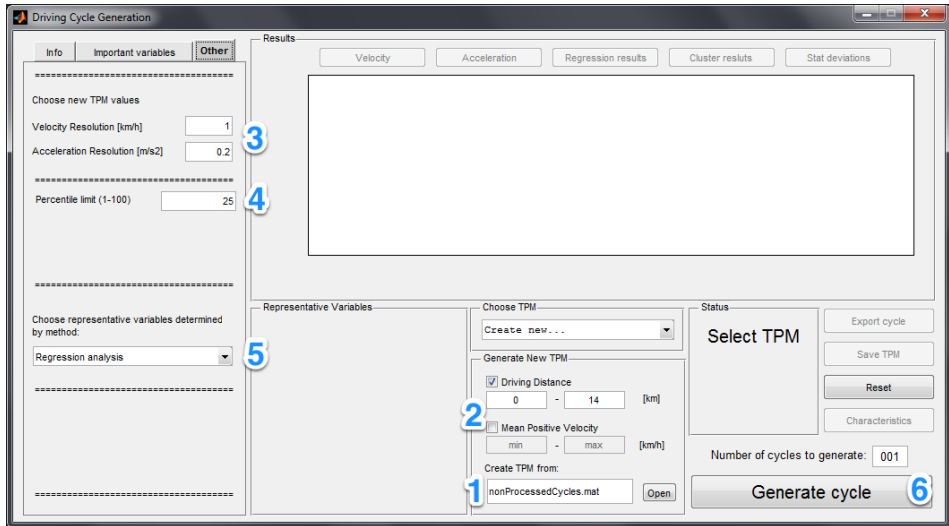 Driving Cycle Generation
Info Important variables Other
====================================
Choose new TPM values
Velocity Resolution [km/h] 1
3
Acceleration Resolution [m/s2] 0.2
====================================
Percentile limit (1-100) 25
4
====================================
Choose representative variables determined
by method:
Regression analysis
5
====================================
====================================
Results
Velocity Acceleration Regression results Cluster resluts Stat deviations
Representative Variables
Choose TPM
Create new...
Generate New TPM
Driving Distance
0 - 14 [km]
2
Mean Positive Velocity
min - max [km/h]
Create TPM from:
1
nonProcessedCycles.mat Open
Status
Select TPM
Export cycle
Save TPM
Reset
Characteristics
Number of cycles to generate: 001
Generate cycle
6